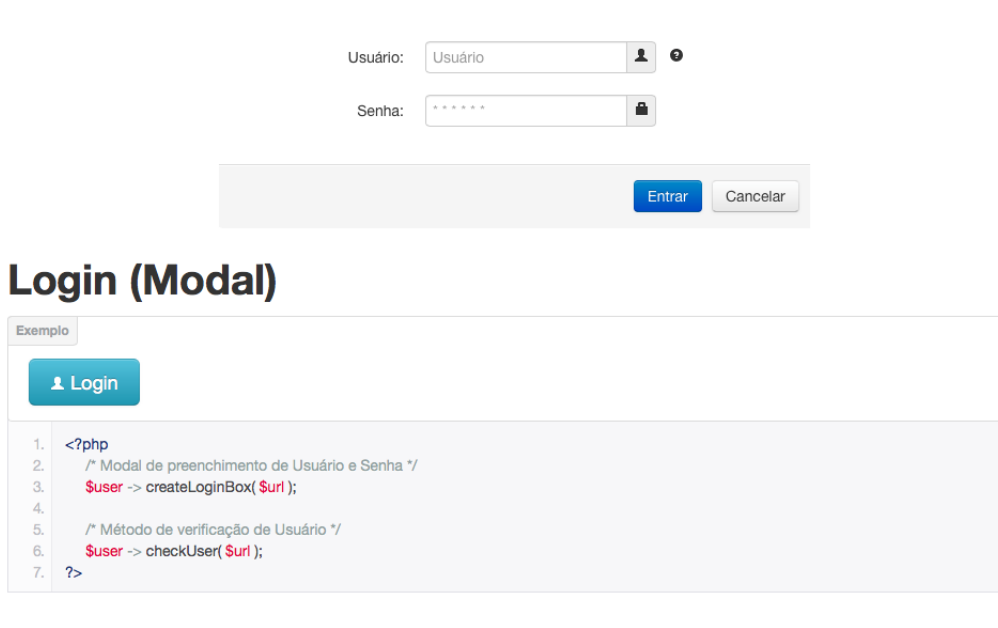 Usuário: Usuário
Senha: * * * * * *
Entrar Cancelar
Login (Modal)
Exemplo
Login
1. <?php
2. /* Modal de preenchimento de Usuário e Senha */
3. $user -> createLoginBox( $url );
4.
5. /* Método de verificação de Usuário */
6. $user -> checkUser( $url );
7. ?>